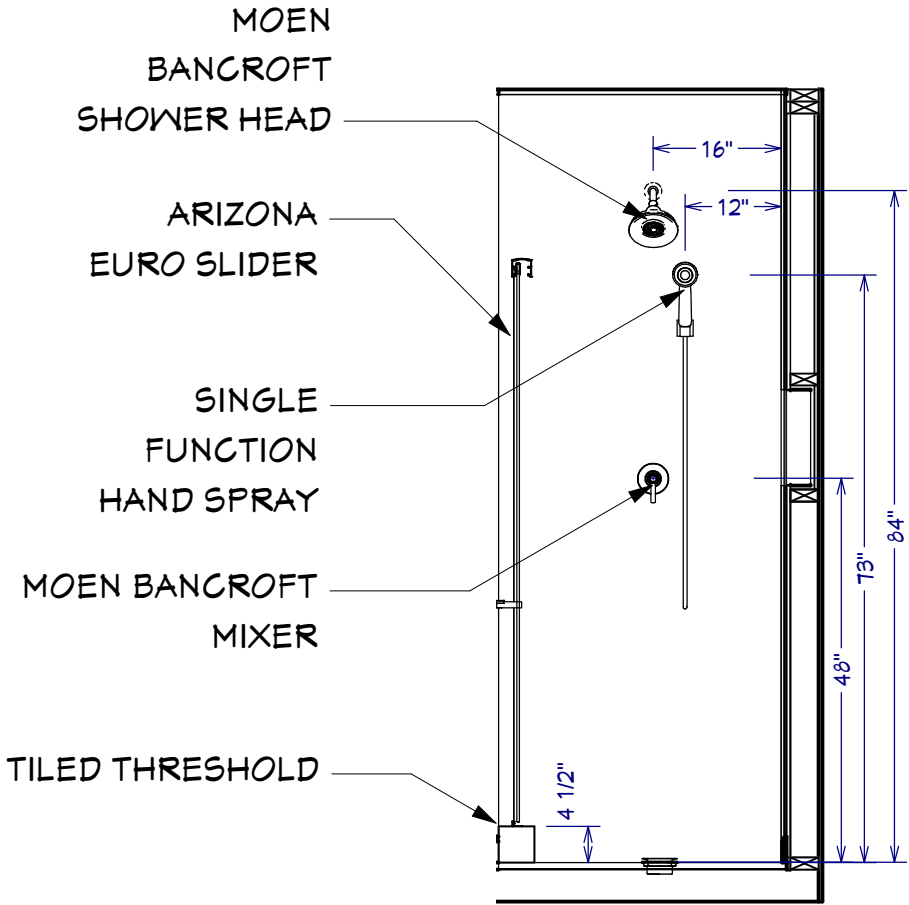 MOEN
BANCROFT
SHOWER HEAD
ARIZONA
EURO SLIDER
SINGLE
FUNCTION
HAND SPRAY
MOEN BANCROFT
MIXER
TILED THRESHOLD
16"
12"
84"
73"
48"
4 1/2"